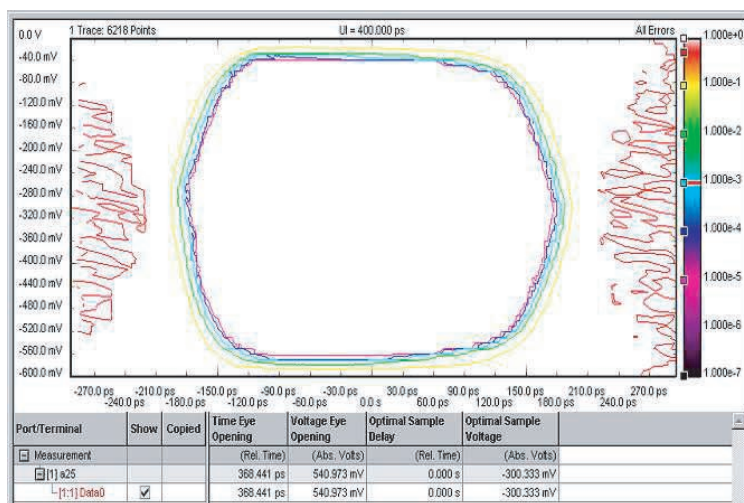 1 Trace: 6218 Points UI = 400.000 ps All Errors
0.0 V
-40.0 mV
-80.0 mV
-120.0 mV
-160.0 mV
-200.0 mV
-240.0 mV
-280.0 mV
-320.0 mV
-360.0 mV
-400.0 mV
-440.0 mV
-480.0 mV
-520.0 mV
-560.0 mV
-600.0 mV
1.000e+0
1.000e-1
1.000e-2
1.000e-3
1.000e-4
1.000e-5
1.000e-6
1.000e-7
-270.0 ps -210.0 ps -150.0 ps -90.0 ps -30.0 ps 30.0 ps 90.0 ps 150.0 ps 210.0 ps 270.0 ps
-240.0 ps -180.0 ps -120.0 ps -60.0 ps 0.0 s 60.0 ps 120.0 ps 180.0 ps 240.0 ps
Port/Terminal Show Copied Time Eye Opening Voltage Eye Opening Optimal Sample Delay Optimal Sample Voltage
Measurement (Rel. Time) (Abs. Volts) (Rel. Time) (Abs. Volts)
[1] a25 368.441 ps 540.973 mV 0.000 s -300.333 mV
[1:1] Data0 368.441 ps 540.973 mV 0.000 s -300.333 mV